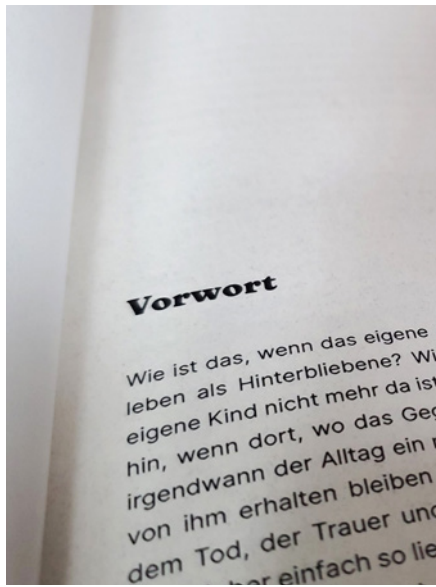 Vorwort
Wie ist das, wenn das eigene
leben als Hinterbliebene?
eigene Kind nicht mehr da ist
hin, wenn dort, wo das
irgendwann der Alltag ein
von ihm erhalten bleiben
dem Tod, der Trauer und
einfach so